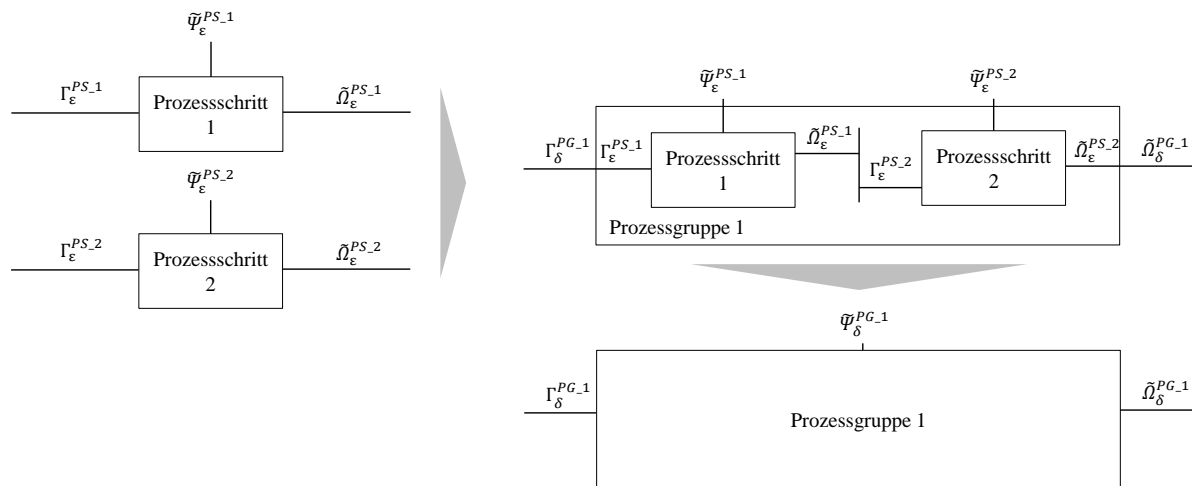 Ψ̃_ε^{PS_1}
Γ_ε^{PS_1}
Prozessschritt
1
Ω̃_ε^{PS_1}
Ψ̃_ε^{PS_2}
Γ_ε^{PS_2}
Prozessschritt
2
Ω̃_ε^{PS_2}
Ψ̃_ε^{PS_1}
Ψ̃_ε^{PS_2}
Γ_δ^{PG_1}
Γ_ε^{PS_1}
Prozessschritt
1
Ω̃_ε^{PS_1}
Γ_ε^{PS_2}
Prozessschritt
2
Ω̃_ε^{PS_2}
Ω̃_δ^{PG_1}
Prozessgruppe 1
Ψ̃_δ^{PG_1}
Γ_δ^{PG_1}
Prozessgruppe 1
Ω̃_δ^{PG_1}